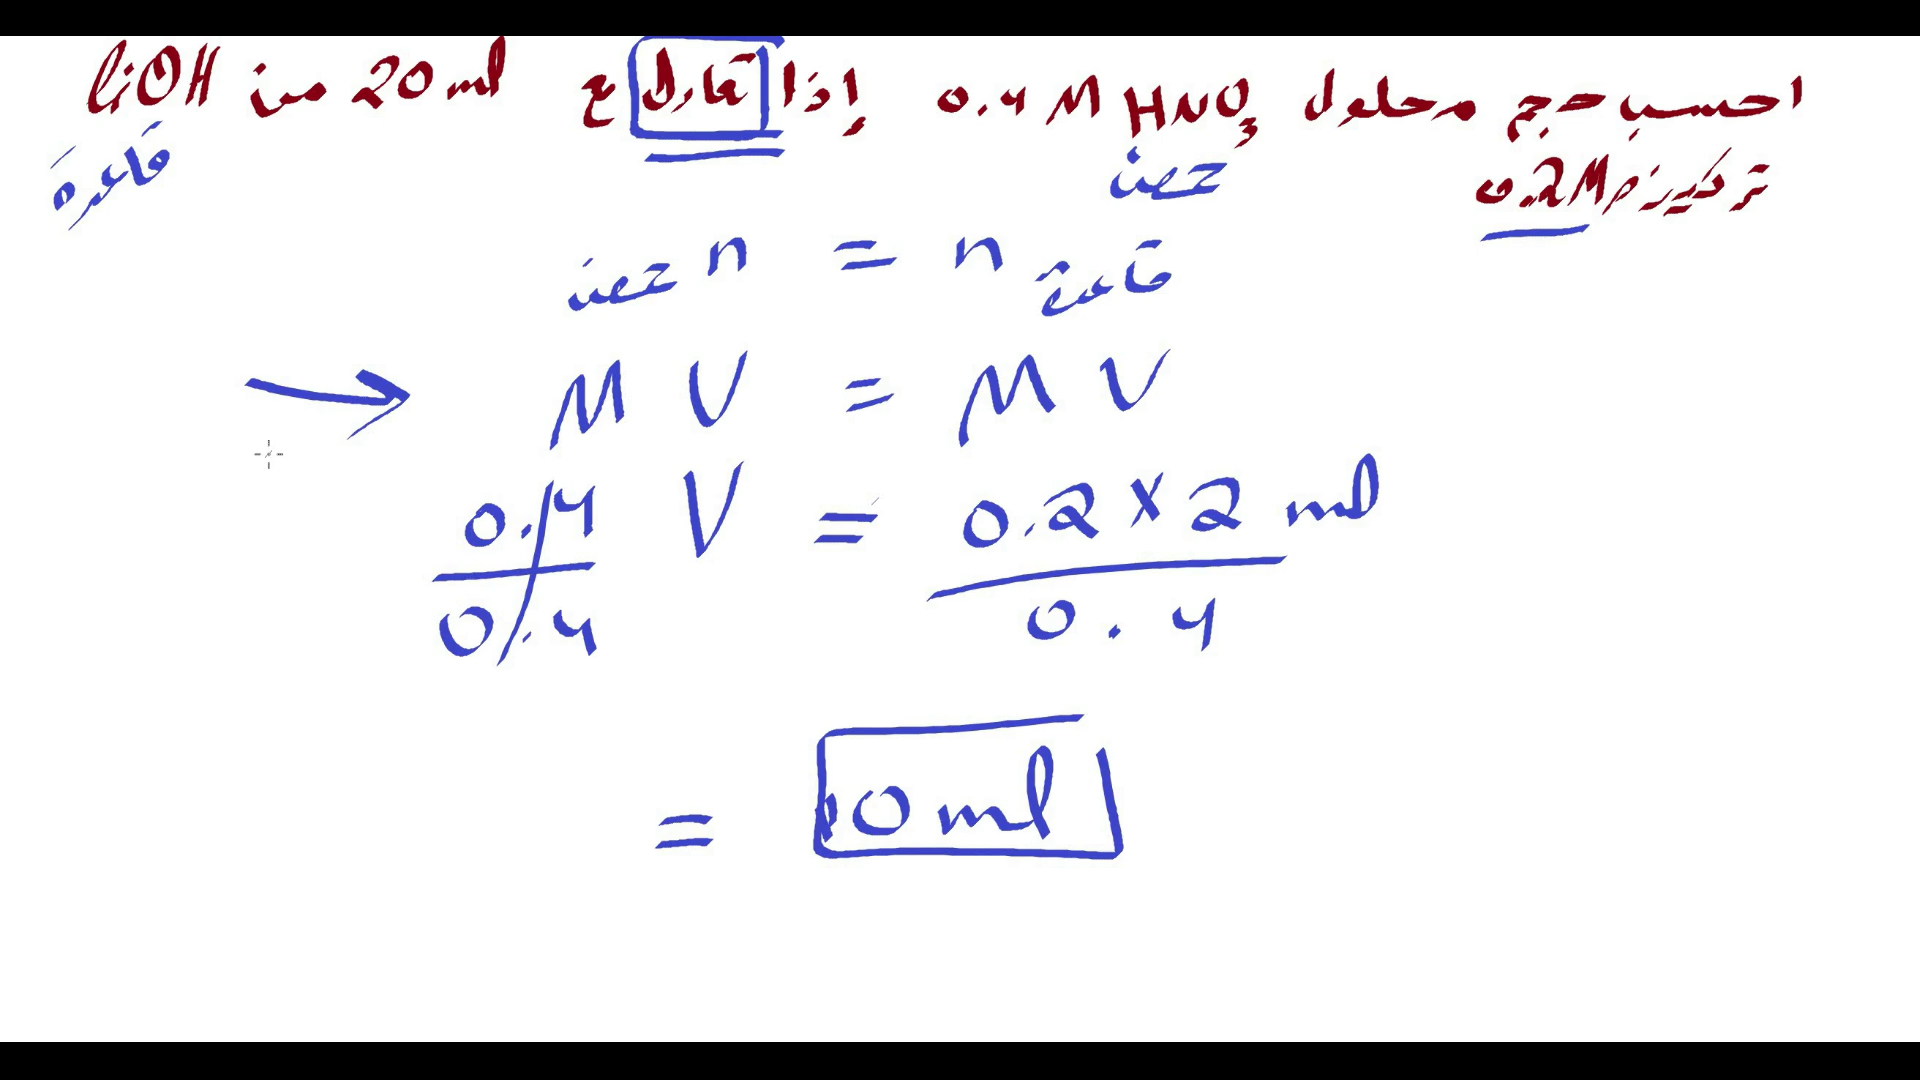 احسب حجم محلول HNO3 0.4 M إذا تعادل مع 20 ml من LiOH
تركيزه 0.2M
حمض
قاعدة
n حمض = n قاعدة
M V = M V
0.4 V = 0.2 × 2 ml
0.4 0.4
= 10 ml